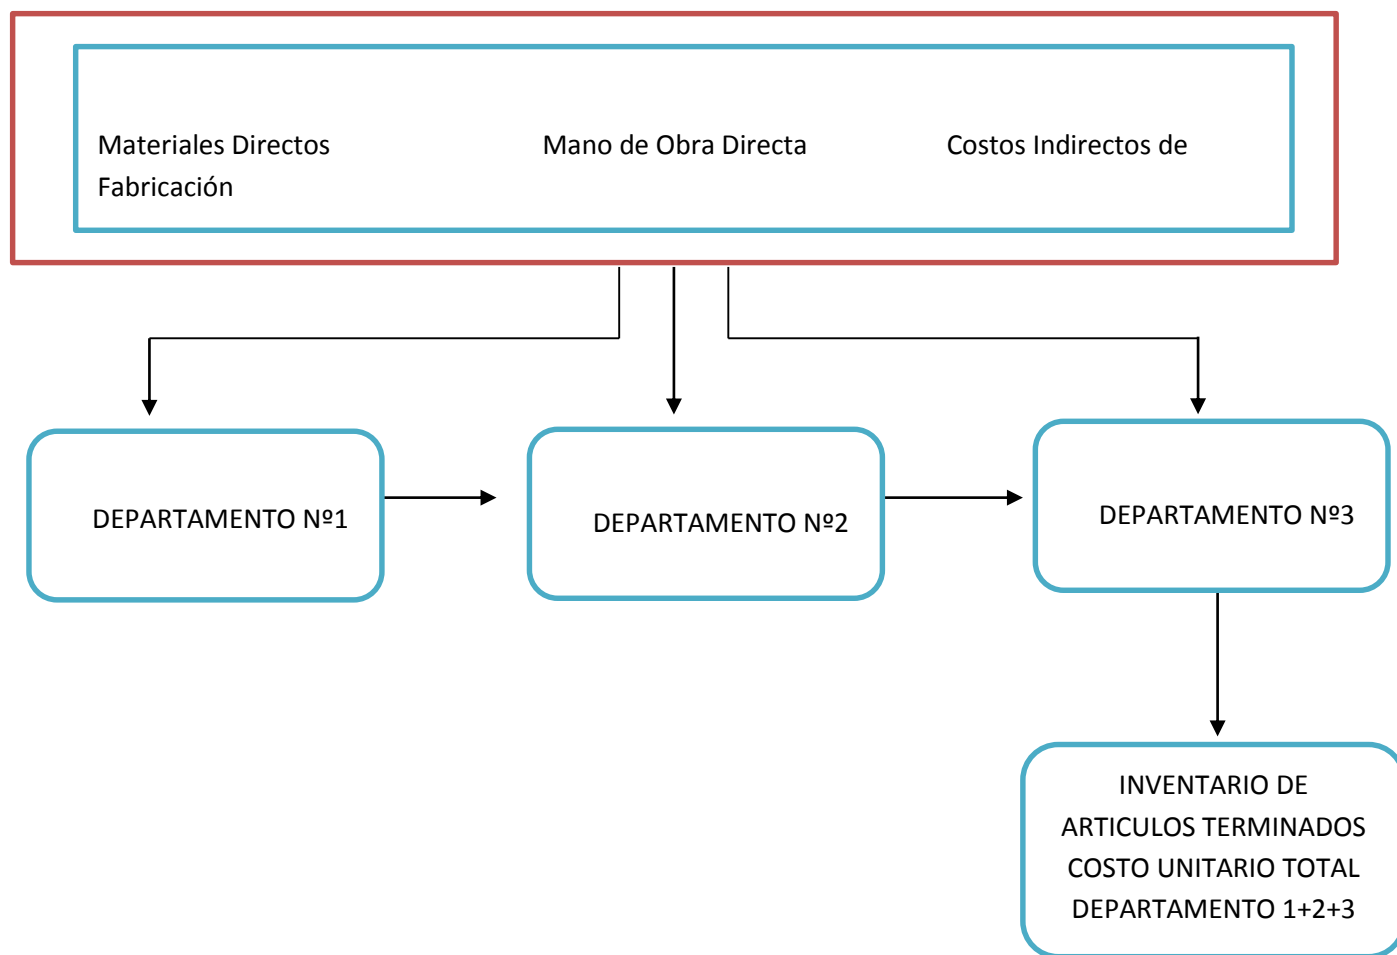 Materiales Directos Mano de Obra Directa Costos Indirectos de
Fabricación
DEPARTAMENTO Nº1
DEPARTAMENTO Nº2
DEPARTAMENTO Nº3
INVENTARIO DE
ARTICULOS TERMINADOS
COSTO UNITARIO TOTAL
DEPARTAMENTO 1+2+3